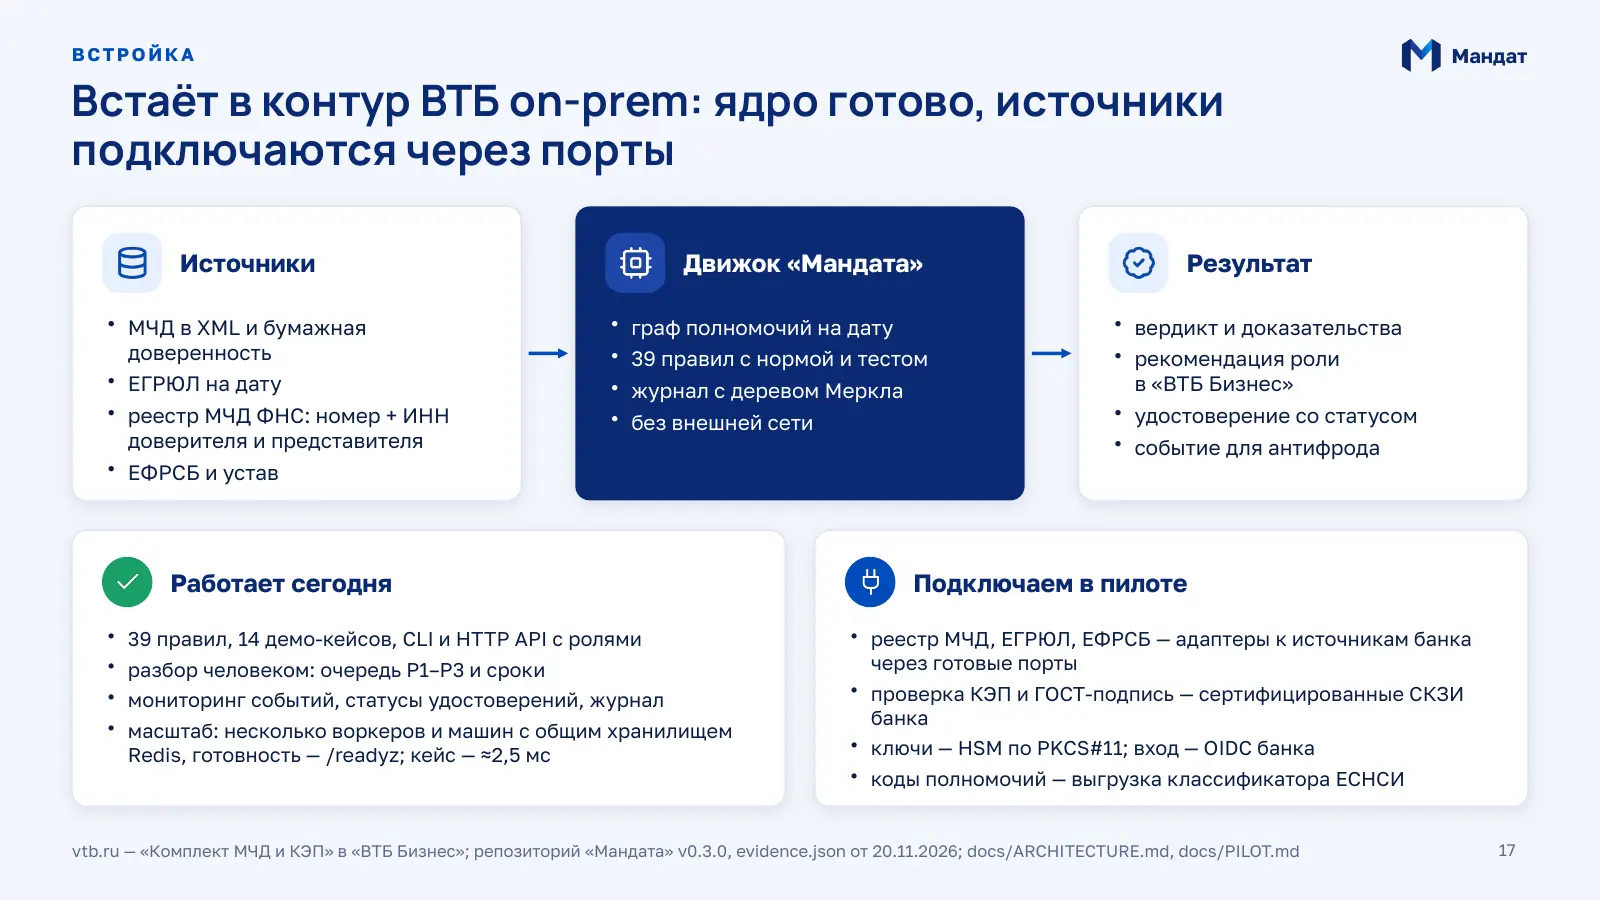 ВСТРОЙКА
Мандат
Встаёт в контур ВТБ on-prem: ядро готово, источники
подключаются через порты
Источники
• МЧД в XML и бумажная
доверенность
• ЕГРЮЛ на дату
• реестр МЧД ФНС: номер + ИНН
доверителя и представителя
• ЕФРСБ и устав
Движок «Мандата»
• граф полномочий на дату
• 39 правил с нормой и тестом
• журнал с деревом Меркла
• без внешней сети
Результат
• вердикт и доказательства
• рекомендация роли
в «ВТБ Бизнес»
• удостоверение со статусом
• событие для антифрода
Работает сегодня
• 39 правил, 14 демо-кейсов, CLI и HTTP API с ролями
• разбор человеком: очередь P1–P3 и сроки
• мониторинг событий, статусы удостоверений, журнал
• масштаб: несколько воркеров и машин с общим хранилищем
Redis, готовность — /readyz; кейс — ≈2,5 мс
Подключаем в пилоте
• реестр МЧД, ЕГРЮЛ, ЕФРСБ — адаптеры к источникам банка
через готовые порты
• проверка КЭП и ГОСТ-подпись — сертифицированные СКЗИ
банка
• ключи — HSM по PKCS#11; вход — OIDC банка
• коды полномочий — выгрузка классификатора ЕСНСИ
vtb.ru — «Комплект МЧД и КЭП» в «ВТБ Бизнес»; репозиторий «Мандата» v0.3.0, evidence.json от 20.11.2026; docs/ARCHITECTURE.md, docs/PILOT.md
17